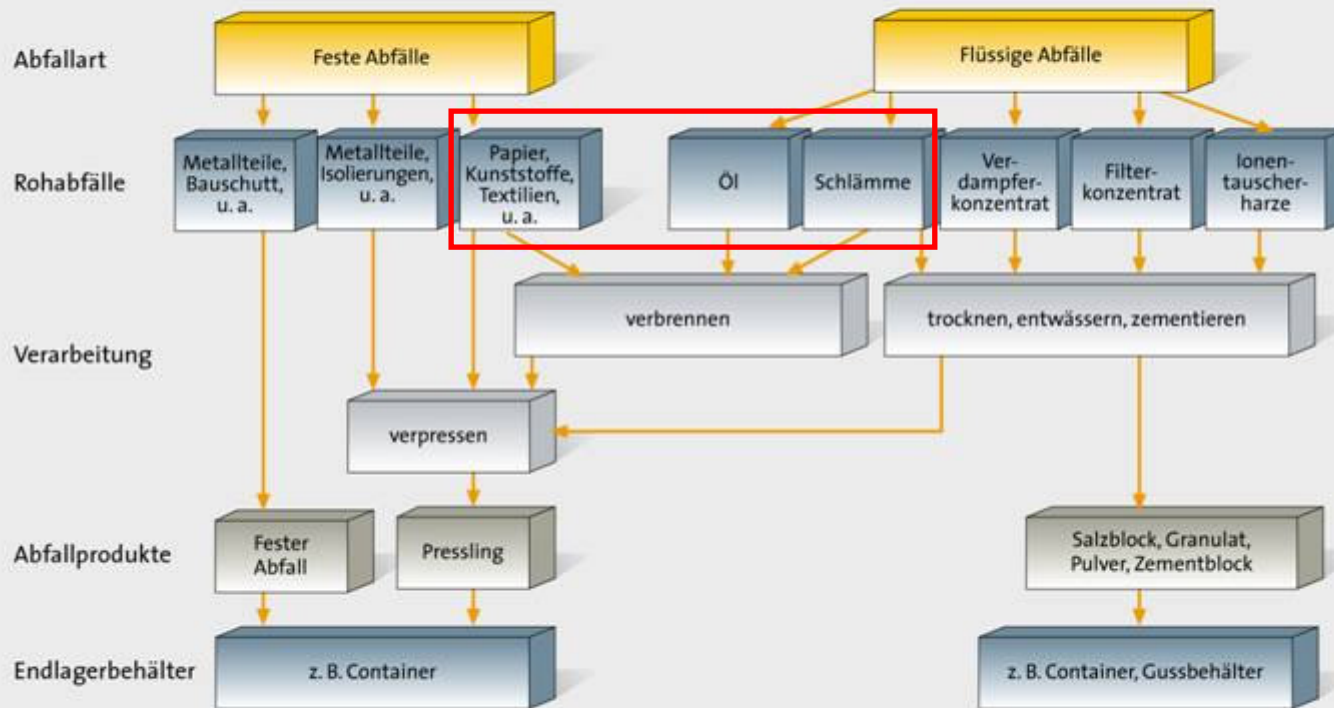 Abfallart
Feste Abfälle
Flüssige Abfälle
Rohabfälle
Metallteile,
Bauschutt,
u. a.
Metallteile,
Isolierungen,
u. a.
Papier,
Kunststoffe,
Textilien,
u. a.
Öl
Schlämme
Ver-
dampfer-
konzentrat
Filter-
konzentrat
Ionen-
tauscher-
harze
Verarbeitung
verbrennen
trocknen, entwässern, zementieren
verpressen
Abfallprodukte
Fester
Abfall
Pressling
Salzblock, Granulat,
Pulver, Zementblock
Endlagerbehälter
z. B. Container
z. B. Container, Gussbehälter